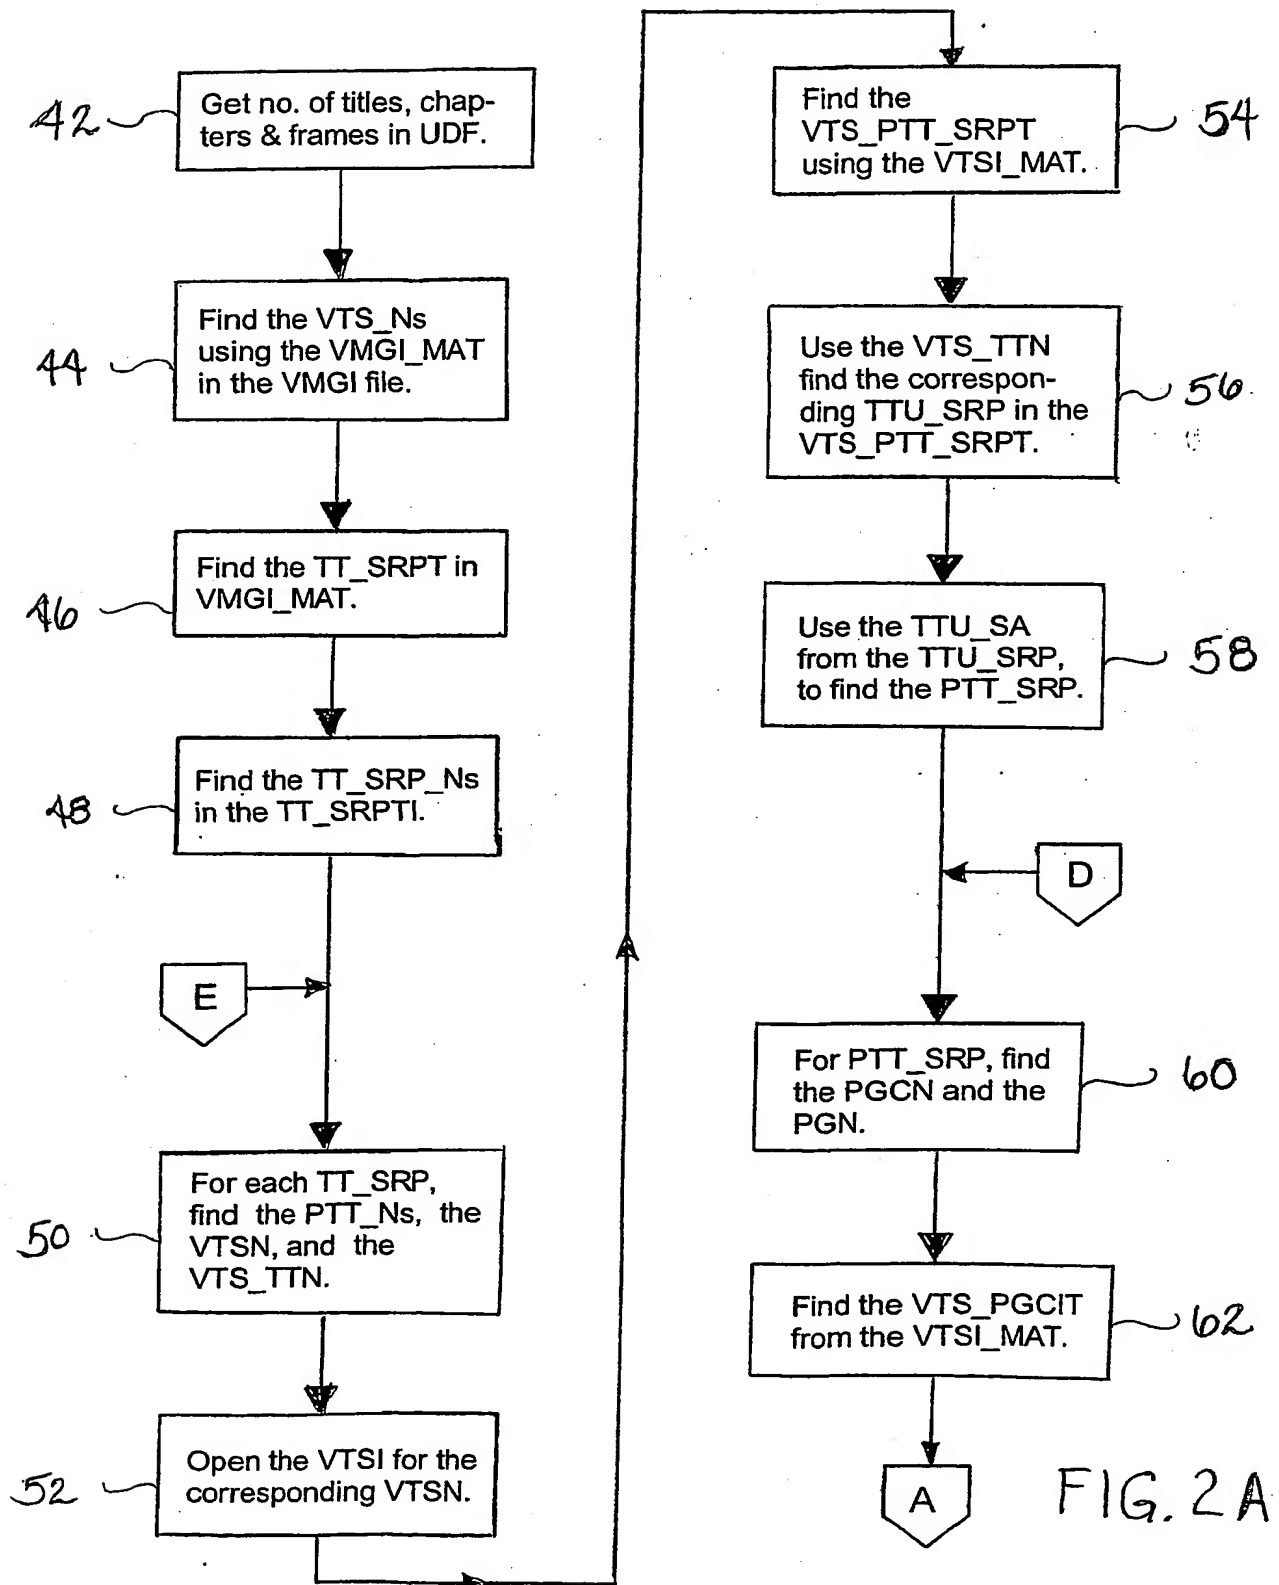 42
Get no. of titles, chap-
ters & frames in UDF.
44
Find the VTS_Ns
using the VMGI_MAT
in the VMGI file.
46
Find the TT_SRPT in
VMGI_MAT.
48
Find the TT_SRP_Ns
in the TT_SRPTI.
E
50
For each TT_SRP,
find the PTT_Ns, the
VTSN, and the
VTS_TTN.
52
Open the VTSI for the
corresponding VTSN.
Find the
VTS_PTT_SRPT
using the VTSI_MAT.
54
Use the VTS_TTN
find the correspon-
ding TTU_SRP in the
VTS_PTT_SRPT.
56
Use the TTU_SA
from the TTU_SRP,
to find the PTT_SRP.
58
D
For PTT_SRP, find
the PGCN and the
PGN.
60
Find the VTS_PGCIT
from the VTSI_MAT.
62
A
FIG. 2A